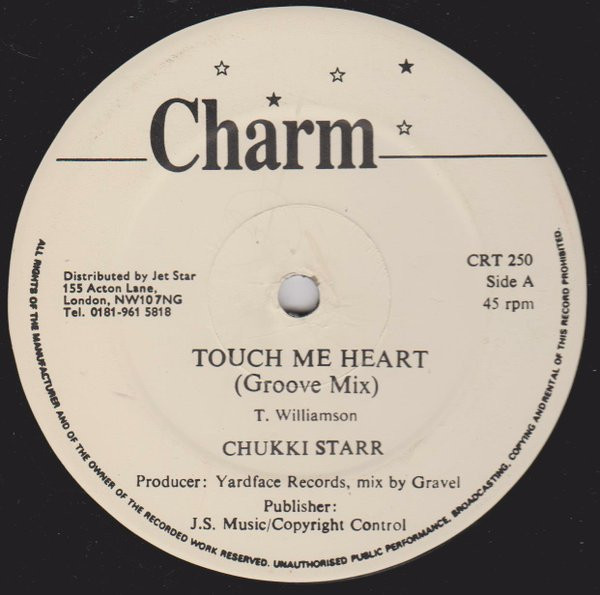 Charm
Distributed by Jet Star
155 Acton Lane,
London, NW10 7NG
Tel. 0181-961 5818
CRT 250
Side A
45 rpm
TOUCH ME HEART
(Groove Mix)
T. Williamson
CHUKKI STARR
Producer: Yardface Records, mix by Gravel
Publisher:
J.S. Music/Copyright Control
ALL RIGHTS OF THE MANUFACTURER AND OF THE OWNER OF THE RECORDED WORK RESERVED. UNAUTHORISED PUBLIC PERFORMANCE, BROADCASTING, COPYING AND RENTAL OF THIS RECORD PROHIBITED.